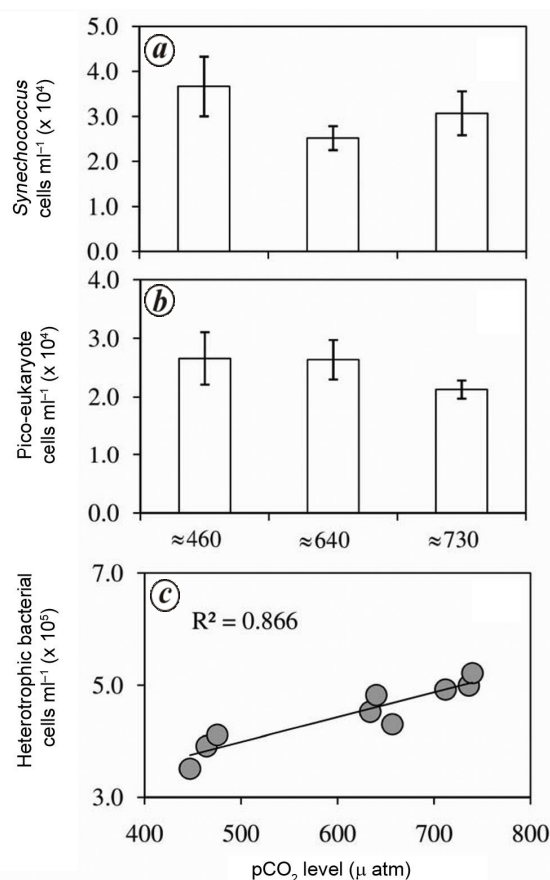 a
Synechococcus
cells ml⁻¹ (x 10⁴)
5.0
4.0
3.0
2.0
1.0
0.0
b
Pico-eukaryote
cells ml⁻¹ (x 10⁴)
4.0
3.0
2.0
1.0
0.0
≈460 ≈640 ≈730
c
R² = 0.866
Heterotrophic bacterial
cells ml⁻¹ (x 10⁵)
7.0
5.0
3.0
400 500 600 700 800
pCO₂ level (μ atm)